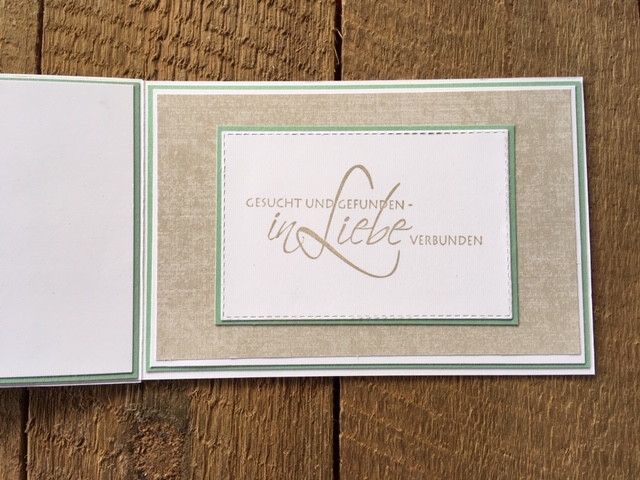 GESUCHT UND GEFUNDEN -
in Liebe VERBUNDEN